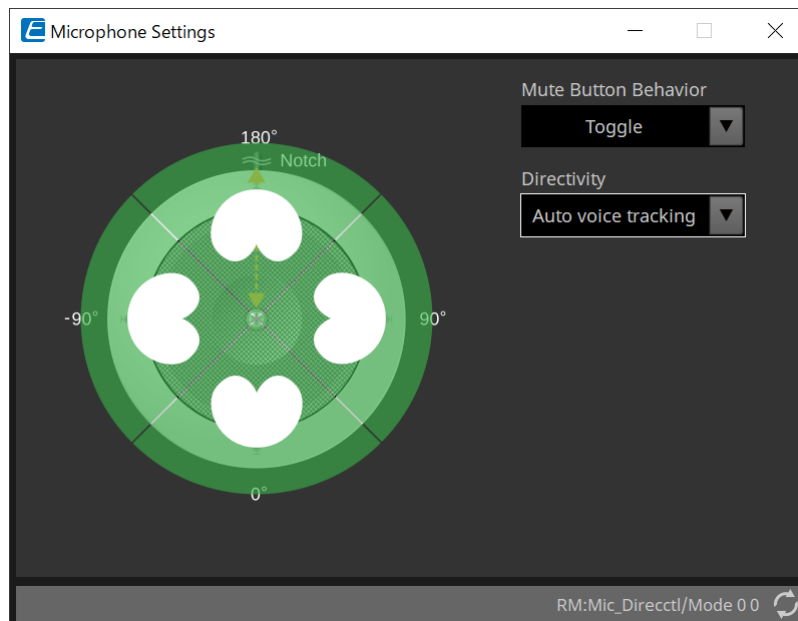 Microphone Settings
Mute Button Behavior
Toggle
Directivity
Auto voice tracking
180°
Notch
-90°
90°
0°
RM:Mic_Direcctl/Mode 0 0